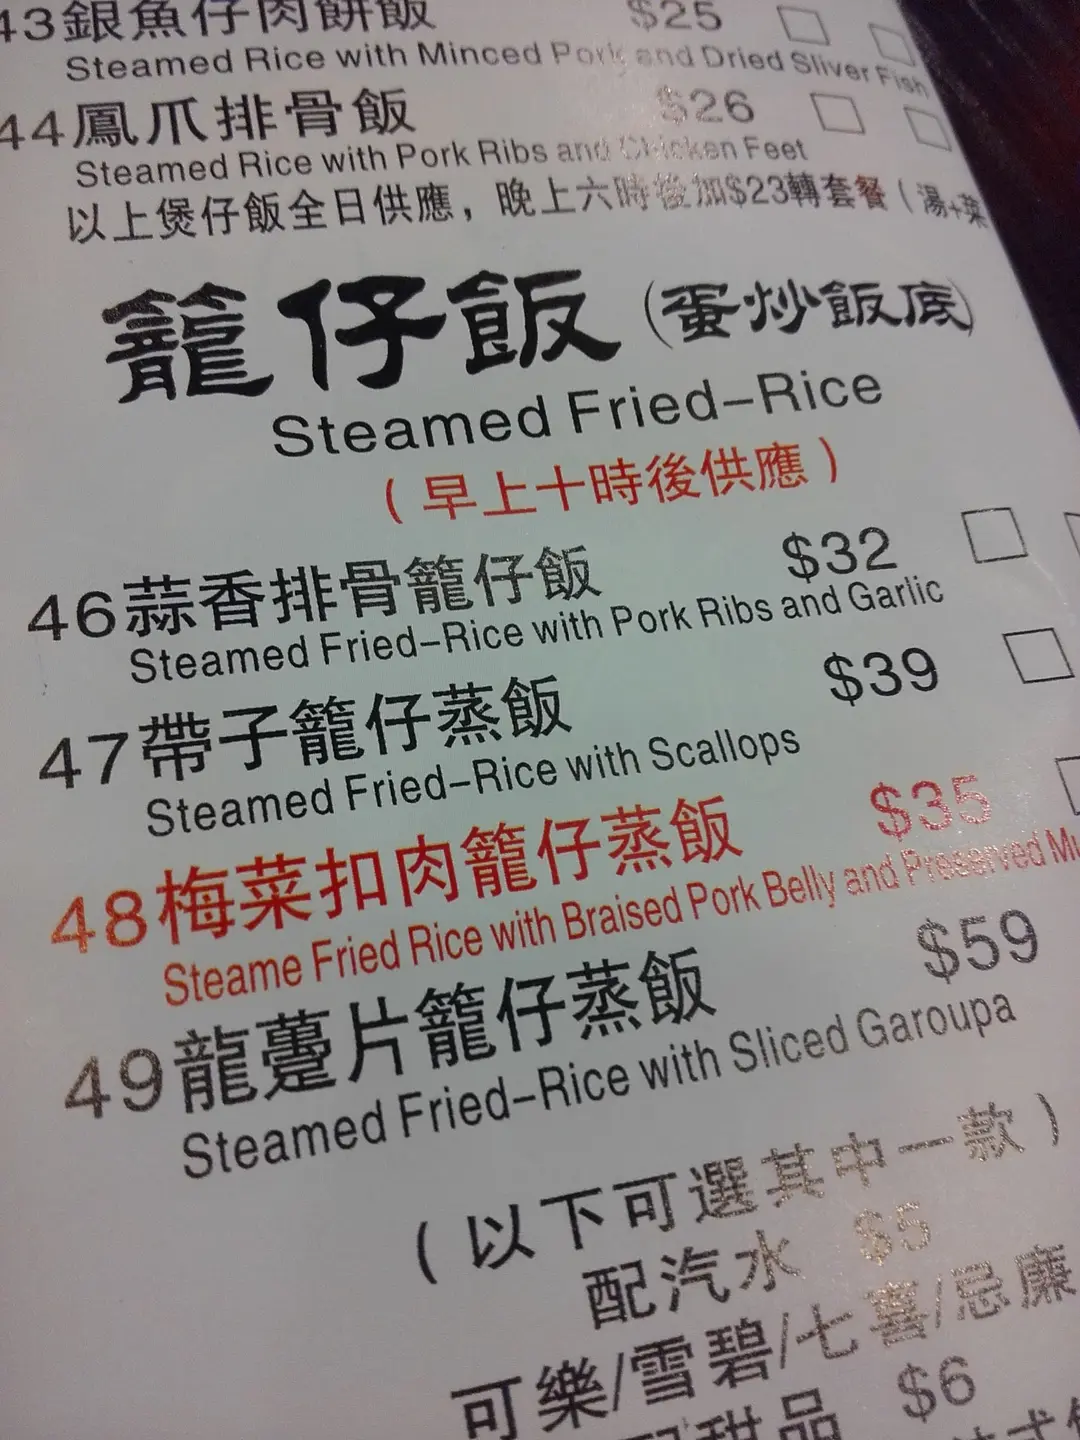 43銀魚仔肉餅飯 $25
Steamed Rice with Minced Pork and Dried Sliver Fish
44鳳爪排骨飯 $26
Steamed Rice with Pork Ribs and Chicken Feet
以上煲仔飯全日供應，晚上六時後加$23轉套餐（湯+菜
籠仔飯（蛋炒飯底）
Steamed Fried-Rice
（早上十時後供應）
46蒜香排骨籠仔飯 $32
Steamed Fried-Rice with Pork Ribs and Garlic
47帶子籠仔蒸飯 $39
Steamed Fried-Rice with Scallops
48梅菜扣肉籠仔蒸飯 $35
Steame Fried Rice with Braised Pork Belly and Preserved Mu
49龍躉片籠仔蒸飯 $59
Steamed Fried-Rice with Sliced Garoupa
（以下可選其中一款）
配汽水 $5
可樂/雪碧/七喜/忌廉
配甜品 $6